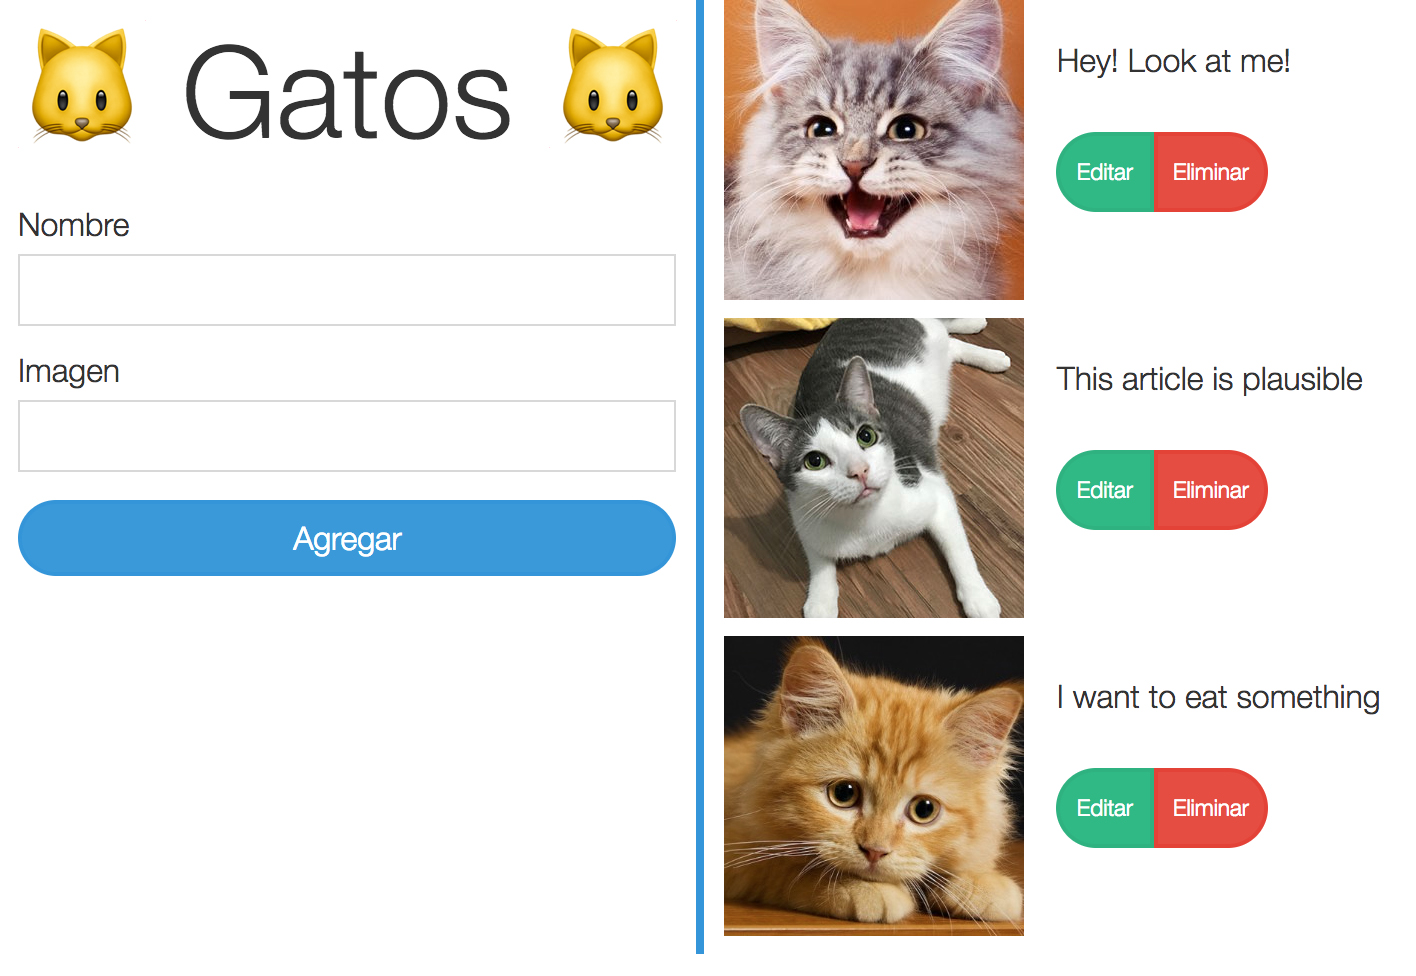 Gatos
Nombre
Imagen
Agregar
Hey! Look at me!
Editar Eliminar
This article is plausible
Editar Eliminar
I want to eat something
Editar Eliminar